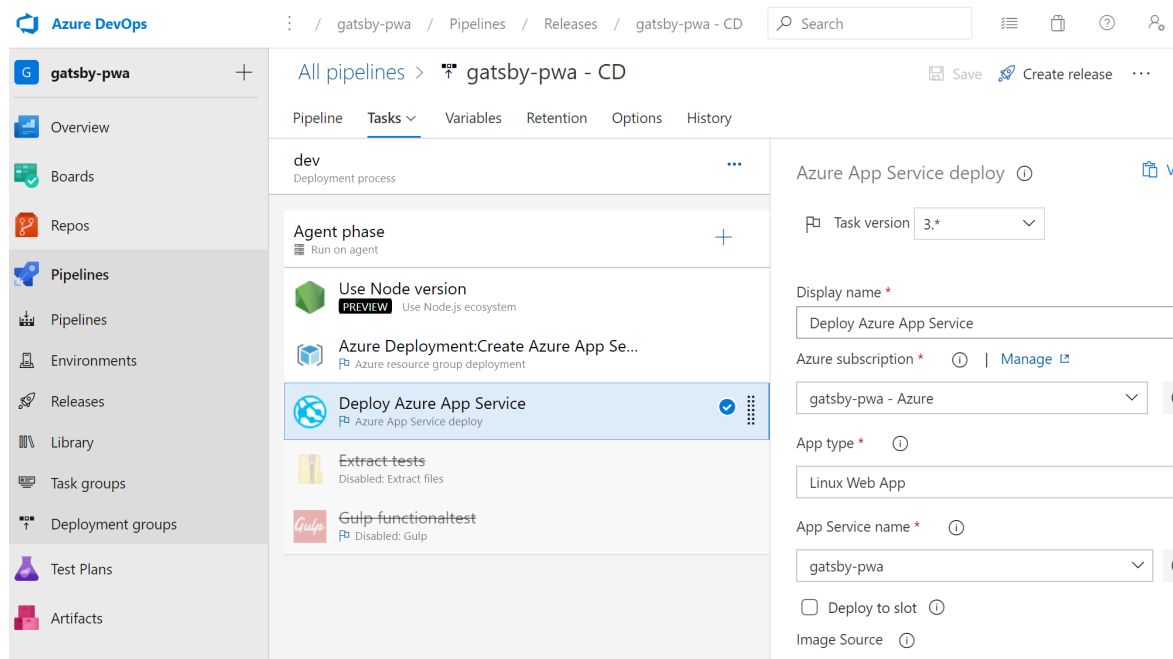 Azure DevOps
/ gatsby-pwa / Pipelines / Releases / gatsby-pwa - CD
Search
G gatsby-pwa
Overview
Boards
Repos
Pipelines
Pipelines
Environments
Releases
Library
Task groups
Deployment groups
Test Plans
Artifacts
All pipelines > gatsby-pwa - CD
Save
Create release
Pipeline Tasks Variables Retention Options History
dev
Deployment process
Agent phase
Run on agent
Use Node version
PREVIEW Use Node.js ecosystem
Azure Deployment:Create Azure App Se...
Azure resource group deployment
Deploy Azure App Service
Azure App Service deploy
Extract tests
Disabled: Extract files
Gulp
Gulp functionaltest
Disabled: Gulp
Azure App Service deploy
V
Task version 3.*
Display name *
Deploy Azure App Service
Azure subscription * | Manage
gatsby-pwa - Azure
App type *
Linux Web App
App Service name *
gatsby-pwa
Deploy to slot
Image Source